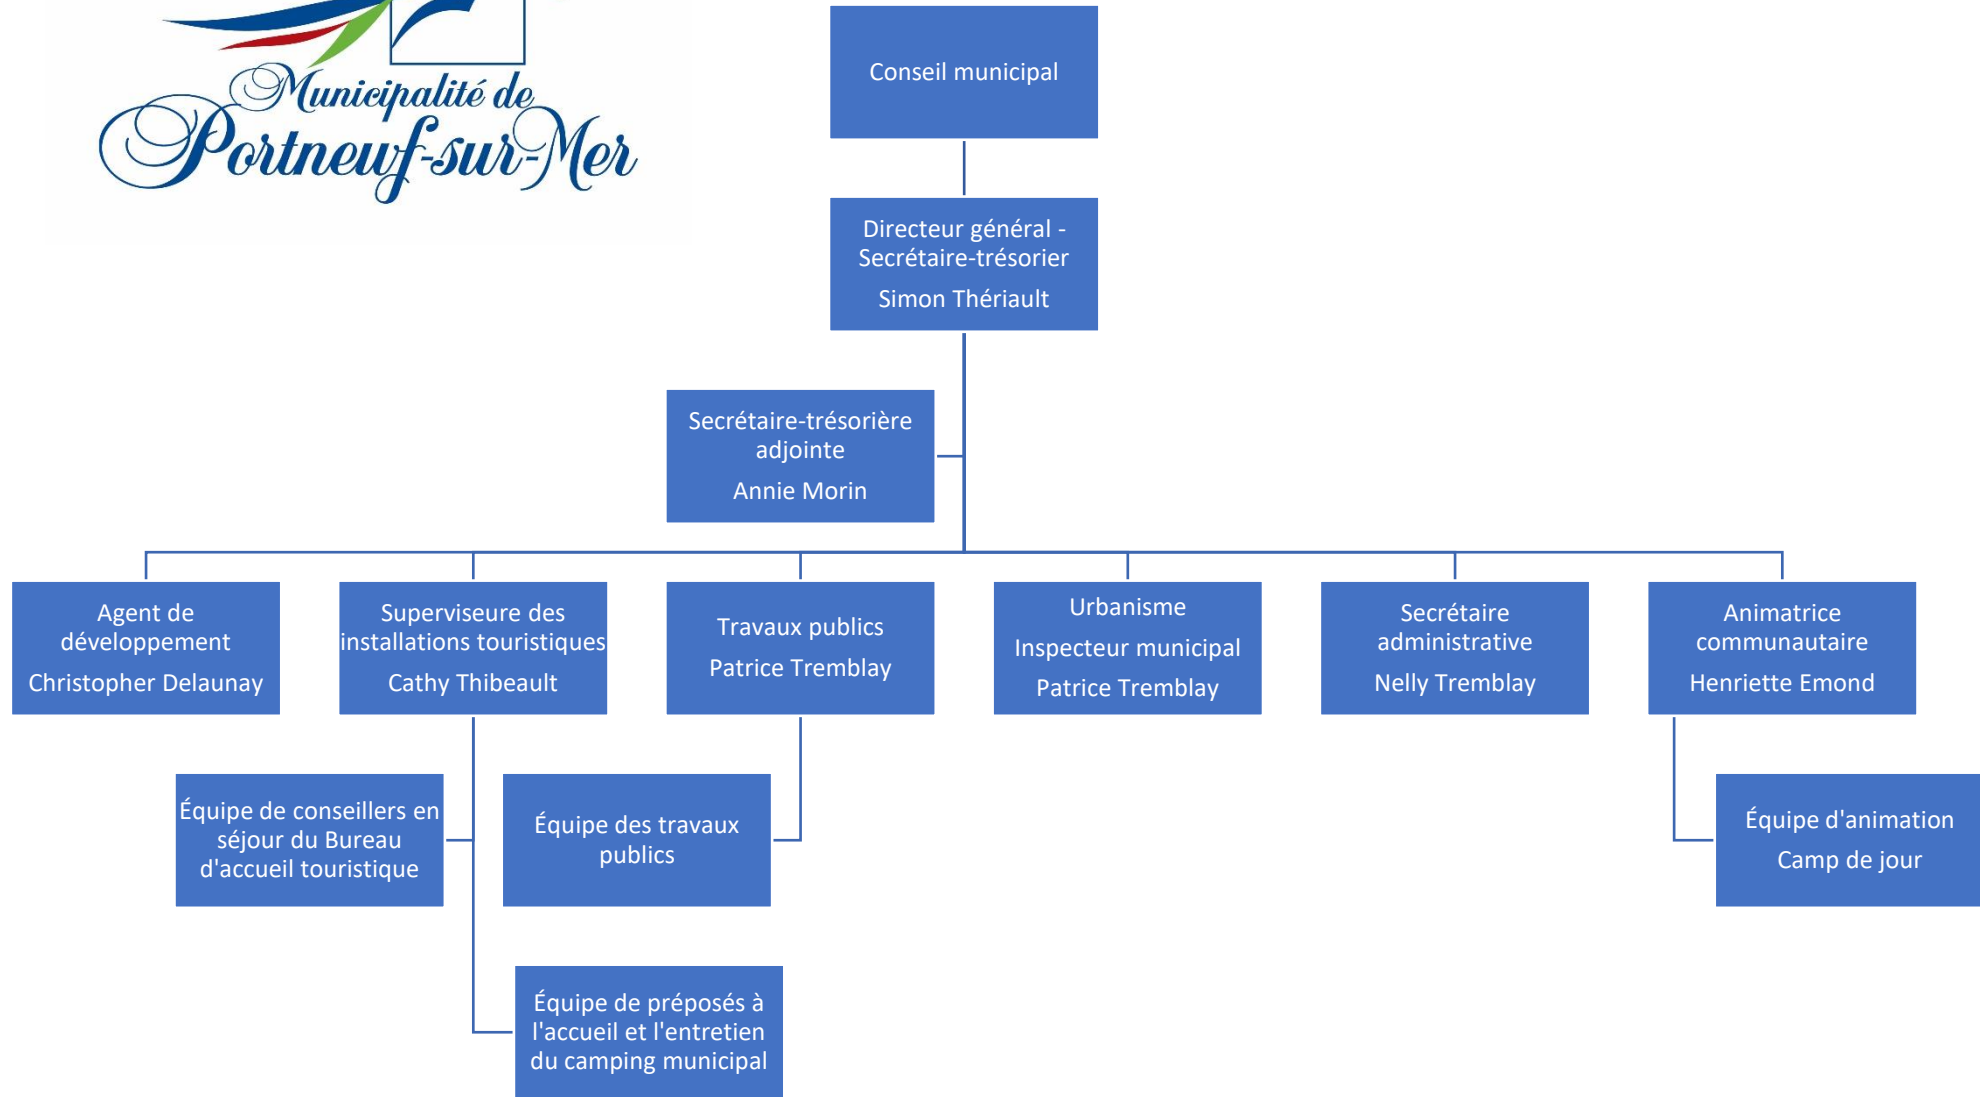 Municipalité de
Portneuf-sur-Mer
Conseil municipal
Directeur général -
Secrétaire-trésorier
Simon Thériault
Secrétaire-trésorière
adjointe
Annie Morin
Agent de
développement
Christopher Delaunay
Superviseure des
installations touristiques
Cathy Thibeault
Travaux publics
Patrice Tremblay
Urbanisme
Inspecteur municipal
Patrice Tremblay
Secrétaire
administrative
Nelly Tremblay
Animatrice
communautaire
Henriette Emond
Équipe de conseillers en
séjour du Bureau
d'accueil touristique
Équipe des travaux
publics
Équipe d'animation
Camp de jour
Équipe de préposés à
l'accueil et l'entretien
du camping municipal